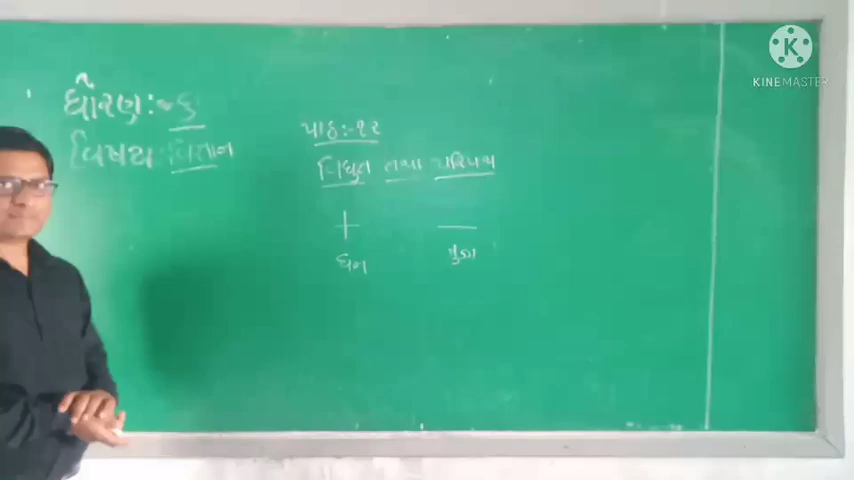 ધોરણ:-૬
વિષય:વિજ્ઞાન
પાઠ:-૧૨
વિદ્યુત તથા પરિપથ
+ —
ધન ઋણ
KINEMASTER